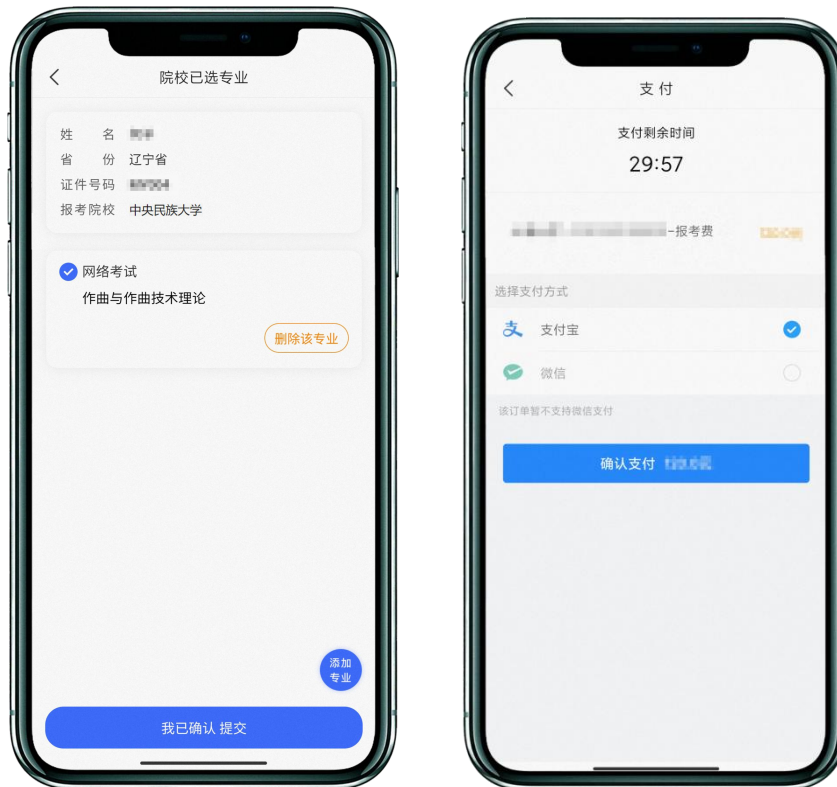 院校已选专业
姓 名
省 份 辽宁省
证件号码
报考院校 中央民族大学
网络考试
作曲与作曲技术理论
删除该专业
添加
专业
我已确认 提交
支 付
支付剩余时间
29:57
-报考费
选择支付方式
支 支付宝
微信
该订单暂不支持微信支付
确认支付